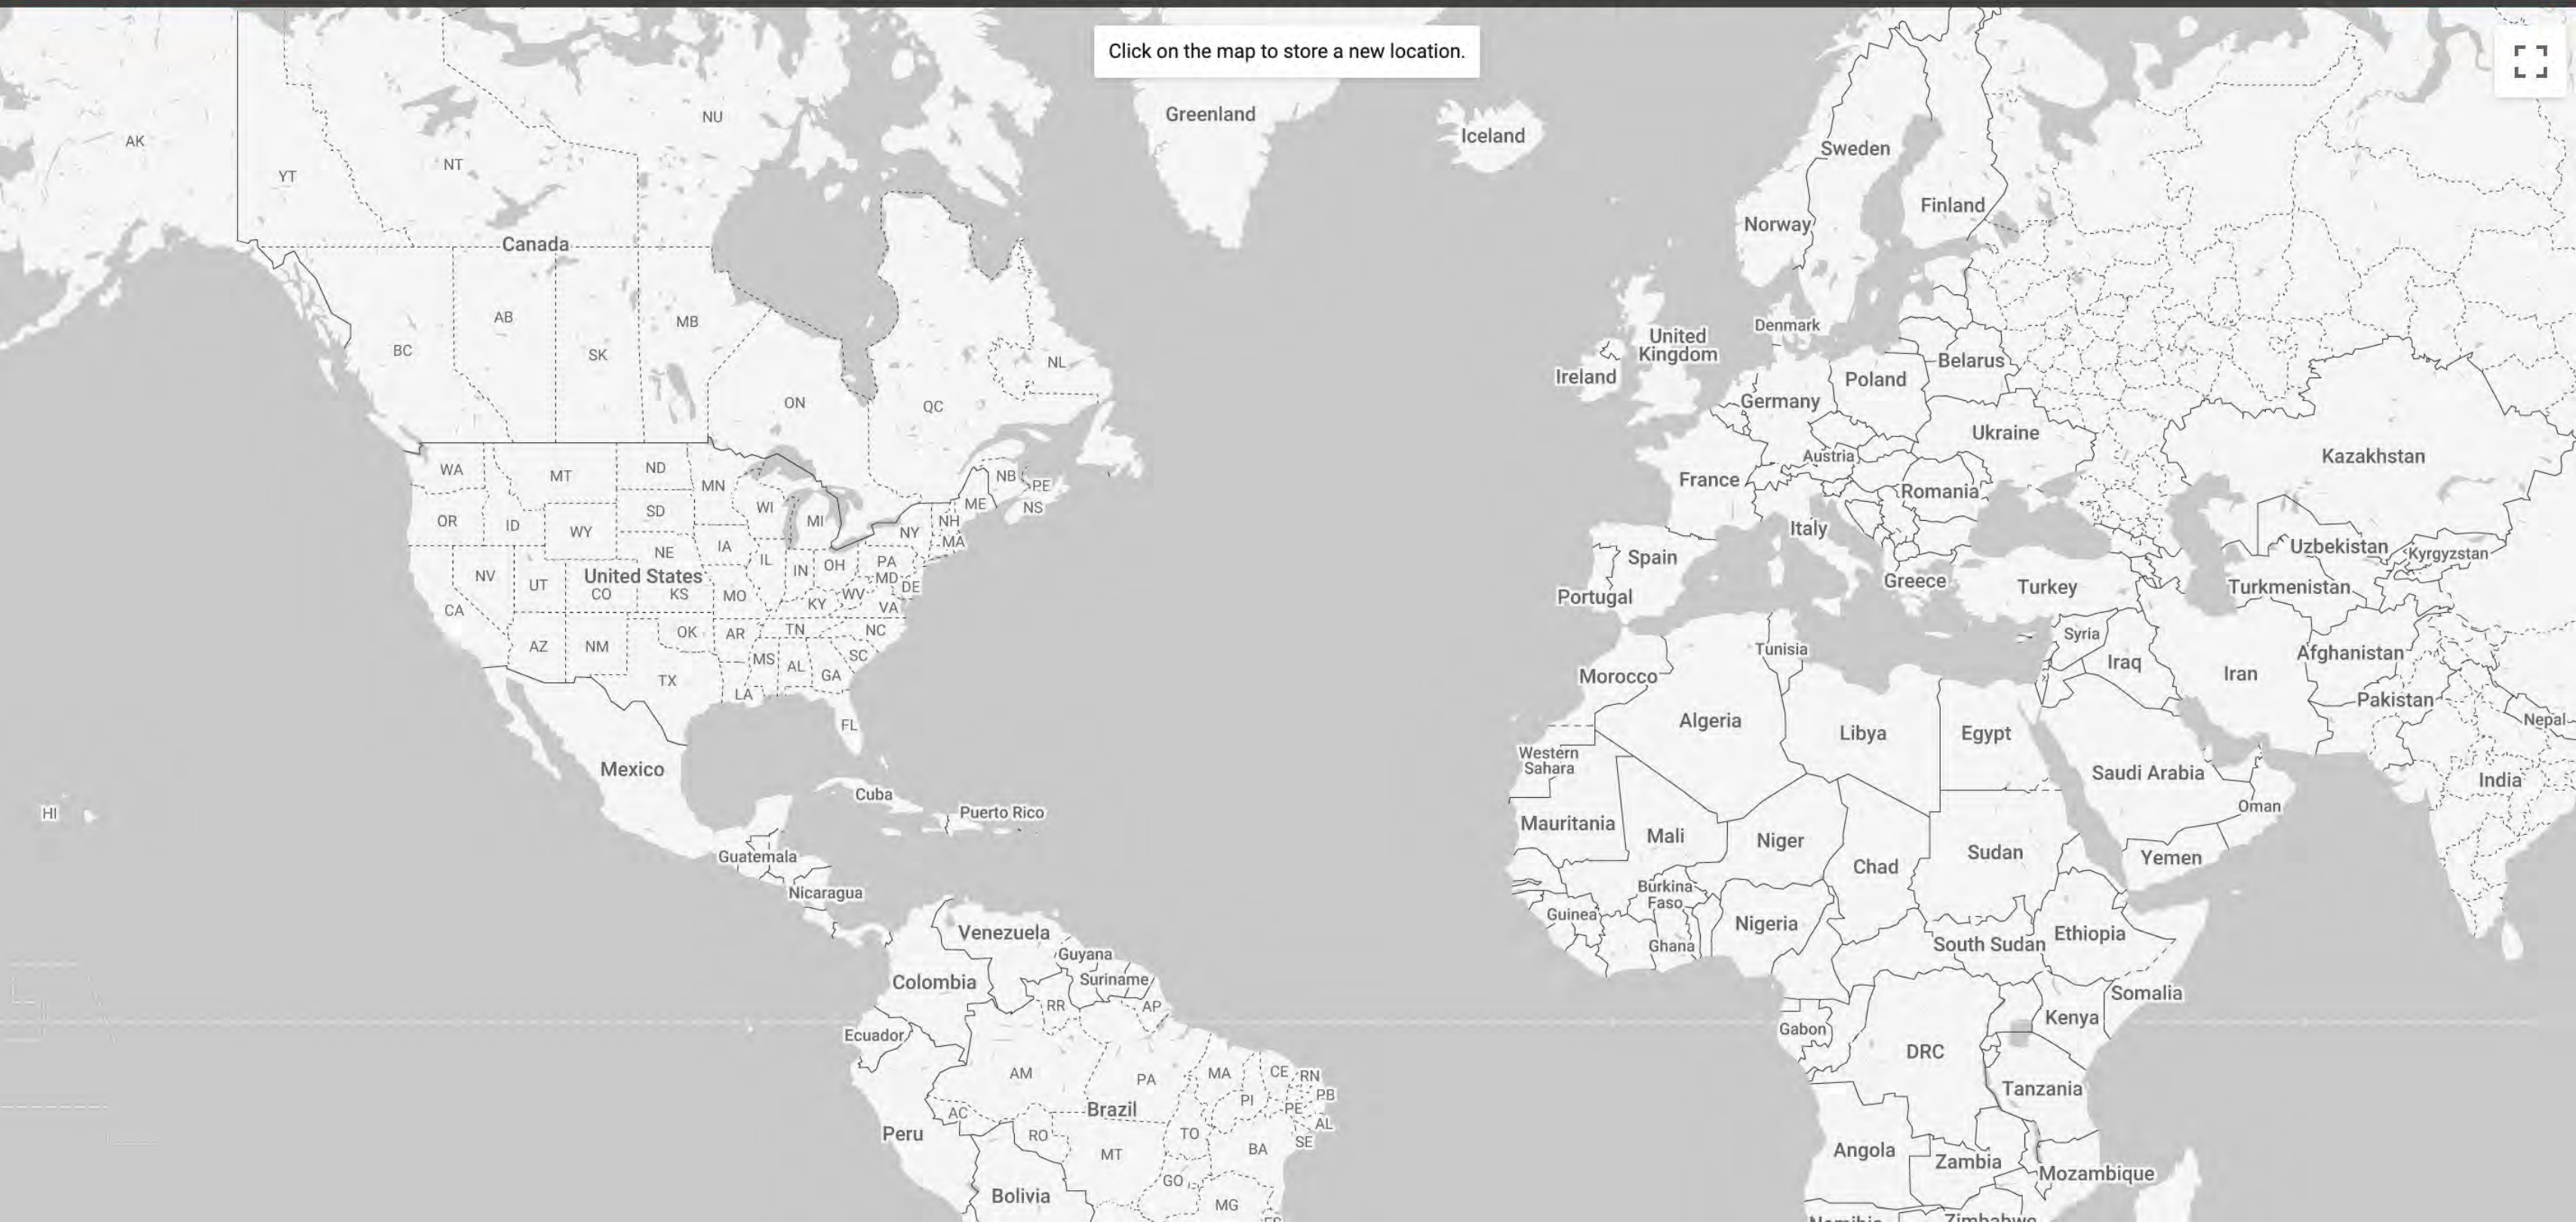 Click on the map to store a new location.
Greenland
Iceland
NU
AK
NT
YT
Sweden
Finland
Norway
Canada
AB
MB
BC
SK
NL
ON
QC
United
Kingdom
Denmark
Ireland
Belarus
Poland
Germany
Ukraine
Kazakhstan
Austria
France
Romania
WA
MT
ND
MN
NB
PE
ME
NS
OR
ID
WY
SD
WI
MI
NY
NH
MA
Italy
Spain
Portugal
Greece
Turkey
Uzbekistan
Kyrgyzstan
Turkmenistan
NE
IA
IL
IN
OH
PA
MD
DE
NV
UT
United States
CO
KS
MO
KY
WV
VA
CA
AZ
NM
OK
AR
TN
NC
MS
AL
SC
GA
TX
LA
FL
Tunisia
Syria
Iraq
Iran
Afghanistan
Pakistan
Nepal
Morocco
Algeria
Libya
Egypt
Western
Sahara
Saudi Arabia
India
Oman
Mexico
HI
Cuba
Puerto Rico
Mauritania
Mali
Niger
Chad
Sudan
Yemen
Guatemala
Nicaragua
Burkina
Faso
Guinea
Ghana
Nigeria
South Sudan
Ethiopia
Venezuela
Guyana
Suriname
Colombia
RR
AP
Somalia
Kenya
Ecuador
Gabon
DRC
Tanzania
AM
PA
MA
CE
RN
PB
PI
PE
AL
SE
AC
Brazil
Peru
RO
MT
TO
BA
GO
MG
Bolivia
Angola
Zambia
Mozambique
Namibia
Zimbabwe
ES